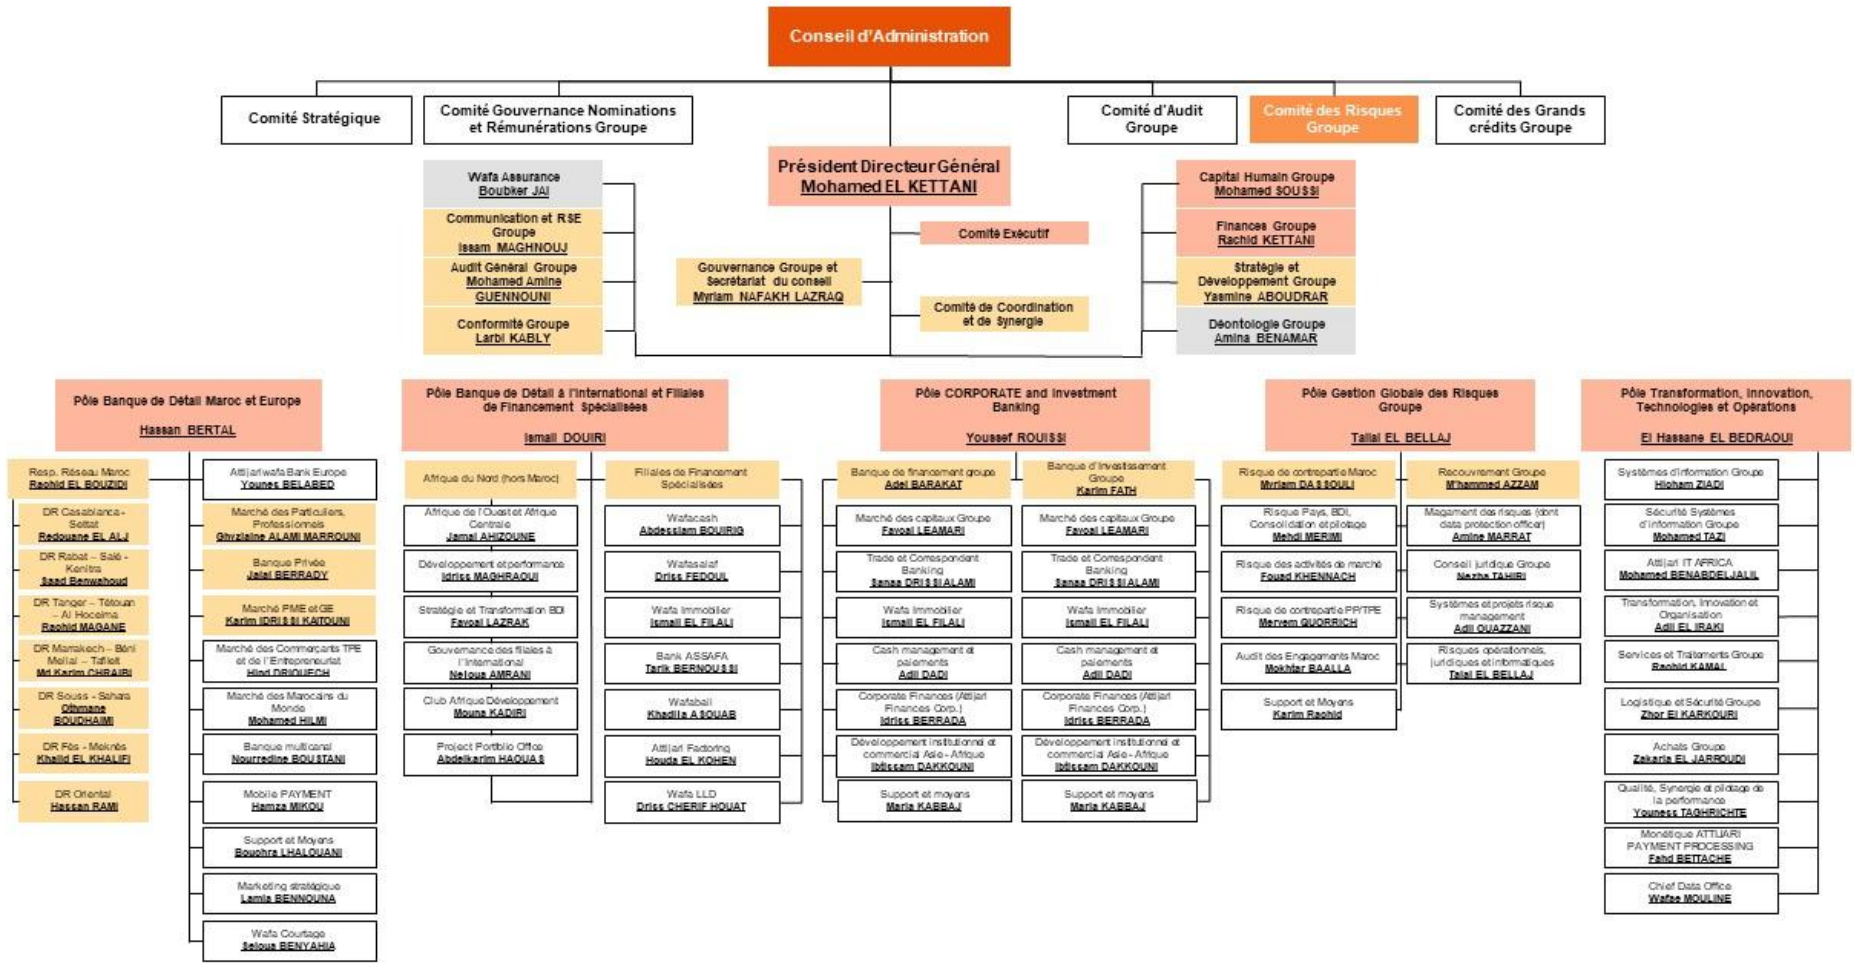 Conseil d'Administration
Comité Stratégique
Comité Gouvernance Nominations
et Rémunérations Groupe
Comité d'Audit
Groupe
Comité des Risques
Groupe
Comité des Grands
crédits Groupe
Président Directeur Général
Mohamed EL KETTANI
Wafa Assurance
Boubker JAI
Communication et RSE
Groupe
Issam MAGHNOUJ
Audit Général Groupe
Mohamed Amine
GUENNOUNI
Conformité Groupe
Larbi KABLY
Comité Exécutif
Gouvernance Groupe et
Secrétariat du conseil
Myriam NAFAKH LAZRAQ
Comité de Coordination
et de Synergie
Capital Humain Groupe
Mohamed SOUSSI
Finances Groupe
Rachid KETTANI
Stratégie et
Développement Groupe
Yasmine ABOUDRAR
Déontologie Groupe
Amina BENAMAR
Pôle Banque de Détail Maroc et Europe
Hassan BERTAL
Resp. Réseau Maroc
Rachid EL BOUZIDI
DR Casablanca -
Settat
Redouane EL ALJ
DR Rabat – Salé -
Kenitra
Saad Benwahoud
DR Tanger – Tétouan
– Al Hoceima
Rachid MAGANE
DR Marrakech – Béni
Mellal – Tafilelt
Md Karim CHRAIBI
DR Souss - Sahara
Othmane
BOUDHAIMI
DR Fès - Meknès
Khalid EL KHALIFI
DR Oriental
Hassan RAMI
Attijariwafa Bank Europe
Younes BELABED
Marché des Particuliers,
Professionnels
Ghyzlaine ALAMI MARROUNI
Banque Privée
Jalal BERRADY
Marché PME et GE
Karim IDRISSI KAITOUNI
Marché des Commerçants TPE
et de l'Entrepreneuriat
Hind DRIOUECH
Marché des Marocains du
Monde
Mohamed HILMI
Banque multicanal
Nourredine BOUSTANI
Mobile PAYMENT
Hamza MIKOU
Support et Moyens
Bouchra LHALOUANI
Marketing stratégique
Lamia BENNOUNA
Wafa Courtage
Seloua BENYAHIA
Pôle Banque de Détail à l'International et Filiales
de Financement Spécialisées
Ismail DOUIRI
Afrique du Nord (hors Maroc)
Afrique de l'Ouest et Afrique
Centrale
Jamal AHIZOUNE
Développement et performance
Idriss MAGHRAOUI
Stratégie et Transformation BDI
Fayçal LAZRAK
Gouvernance des filiales à
l'International
Neloua AMRANI
Club Afrique Développement
Mouna KADIRI
Project Portfolio Office
Abdelkarim HAOUAS
Filiales de Financement
Spécialisées
Wafacash
Abdesslam BOUIRIG
Wafasalaf
Driss FEDOUL
Wafa Immobilier
Ismail EL FILALI
Bank ASSAFA
Tarik BERNOUSSI
Wafabail
Khadija ASOUAB
Attijari Factoring
Houda EL KOHEN
Wafa LLD
Driss CHERIF HOUAT
Pôle CORPORATE and Investment
Banking
Youssef ROUISSI
Banque de financement groupe
Adel BARAKAT
Marché des capitaux Groupe
Fayçal LEAMARI
Trade et Correspondent
Banking
Sanaa DRISSI ALAMI
Wafa Immobilier
Ismail EL FILALI
Cash management et
paiements
Adil DADI
Corporate Finances (Attijari
Finances Corp.)
Idriss BERRADA
Développement institutionnel et
commercial Asie - Afrique
Ibtissam DAKKOUNI
Support et moyens
Maria KABBAJ
Banque d'Investissement
Groupe
Karim FATH
Marché des capitaux Groupe
Fayçal LEAMARI
Trade et Correspondent
Banking
Sanaa DRISSI ALAMI
Wafa Immobilier
Ismail EL FILALI
Cash management et
paiements
Adil DADI
Corporate Finances (Attijari
Finances Corp.)
Idriss BERRADA
Développement institutionnel et
commercial Asie - Afrique
Ibtissam DAKKOUNI
Support et moyens
Maria KABBAJ
Pôle Gestion Globale des Risques
Groupe
Tallal EL BELLAJ
Risque de contrepartie Maroc
Myriam DASSOULI
Risque Pays, BDI,
Consolidation et pilotage
Mehdi MERIMI
Risque des activités de marché
Fouad KHENNACH
Risque de contrepartie PP/TPE
Meryem QUORRICH
Audit des Engagements Maroc
Mokhtar BAALLA
Support et Moyens
Karim Rachid
Recouvrement Groupe
M'hammed AZZAM
Magament des risques (dont
data protection officer)
Amine MARRAT
Conseil juridique Groupe
Nezha TAHIRI
Systèmes et projets risque
management
Adil OUAZZANI
Risques opérationnels,
juridiques et informatiques
Talal EL BELLAJ
Pôle Transformation, Innovation,
Technologies et Opérations
El Hassane EL BEDRAOUI
Systèmes d'information Groupe
Hicham ZIADI
Sécurité Systèmes
d'information Groupe
Mohamed TAZI
Attijari IT AFRICA
Mohamed BENABDELJALIL
Transformation, Innovation et
Organisation
Adil EL IRAKI
Services et Traitements Groupe
Rachid KAMAL
Logistique et Sécurité Groupe
Zhor El KARKOURI
Achats Groupe
Zakaria EL JARROUDI
Qualité, Synergie et pilotage de
la performance
Youness TAGHRICHTE
Monétique ATTIJARI
PAYMENT PROCESSING
Fahd BETTACHE
Chief Data Office
Wafae MOULINE